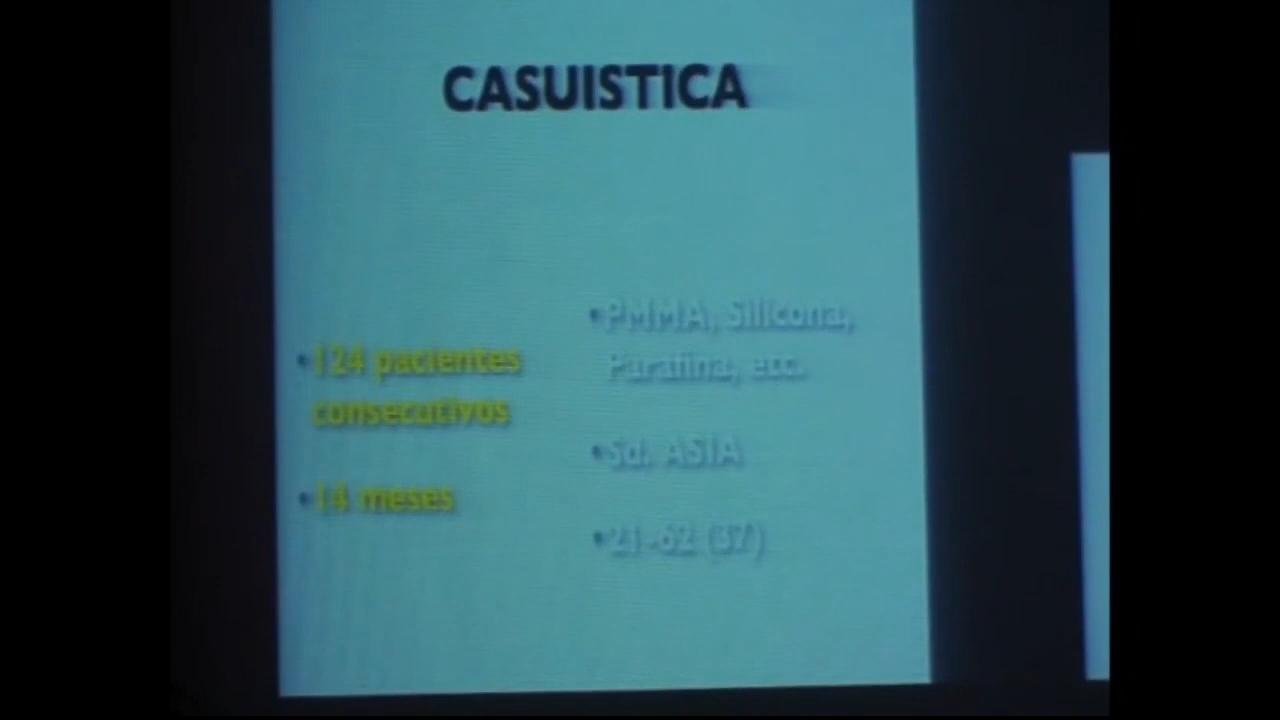 CASUISTICA
•124 pacientes
consecutivos
•14 meses
•PMMA, Silicona,
Parafina, etc.
•Sd. ASIA
•21-62 (37)